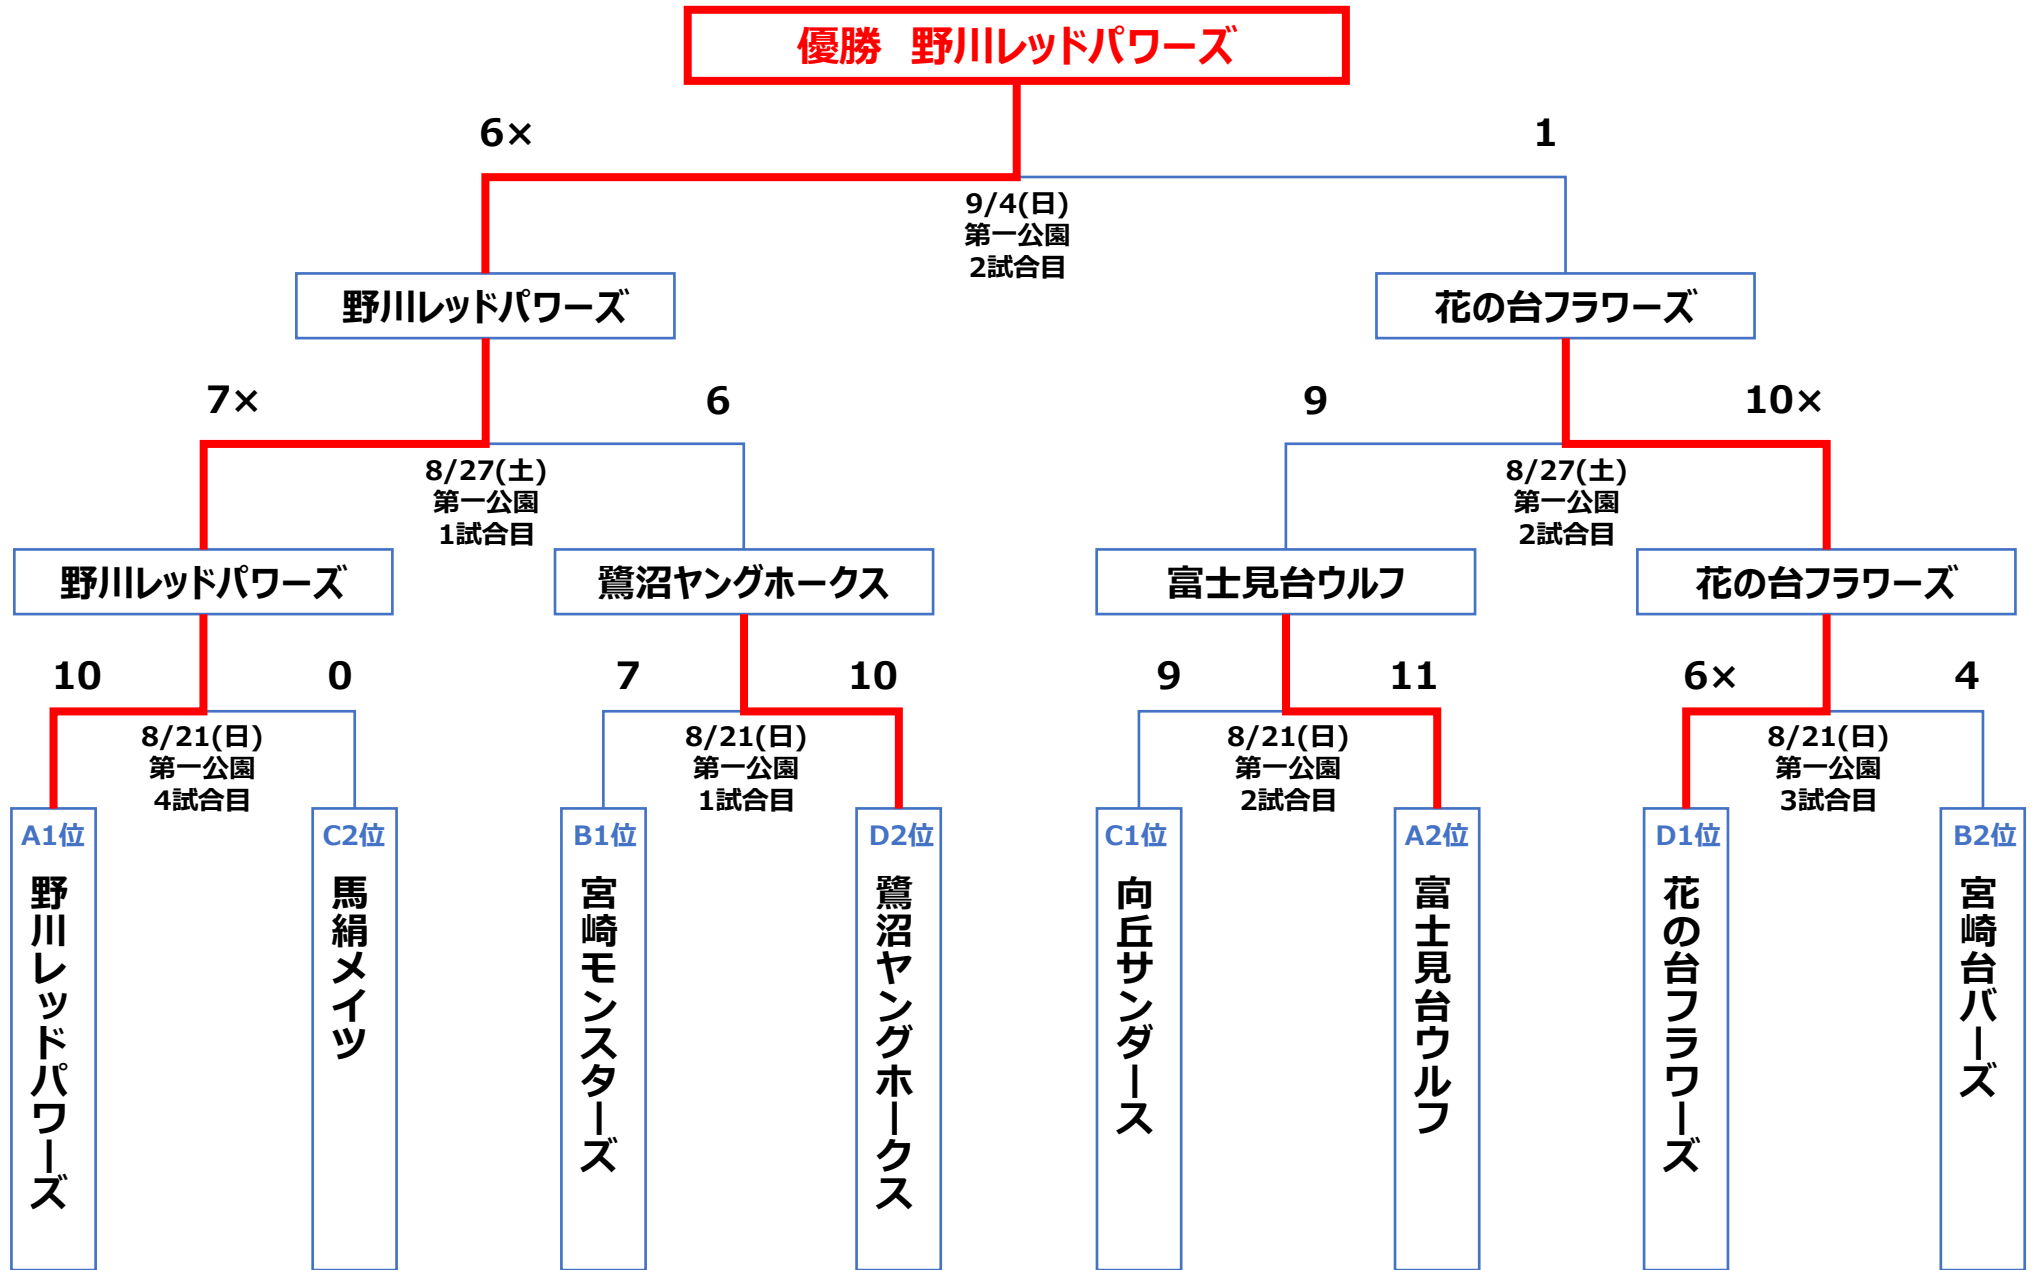 優勝　野川レッドパワーズ
6×
1
9/4(日)
第一公園
2試合目
野川レッドパワーズ
花の台フラワーズ
7×
6
9
10×
8/27(土)
第一公園
1試合目
8/27(土)
第一公園
2試合目
野川レッドパワーズ
鷺沼ヤングホークス
富士見台ウルフ
花の台フラワーズ
10
0
7
10
9
11
6×
4
8/21(日)
第一公園
4試合目
8/21(日)
第一公園
1試合目
8/21(日)
第一公園
2試合目
8/21(日)
第一公園
3試合目
A1位
野川レッドパワーズ
C2位
馬絹メイツ
B1位
宮崎モンスターズ
D2位
鷺沼ヤングホークス
C1位
向丘サンダース
A2位
富士見台ウルフ
D1位
花の台フラワーズ
B2位
宮崎台バーズ